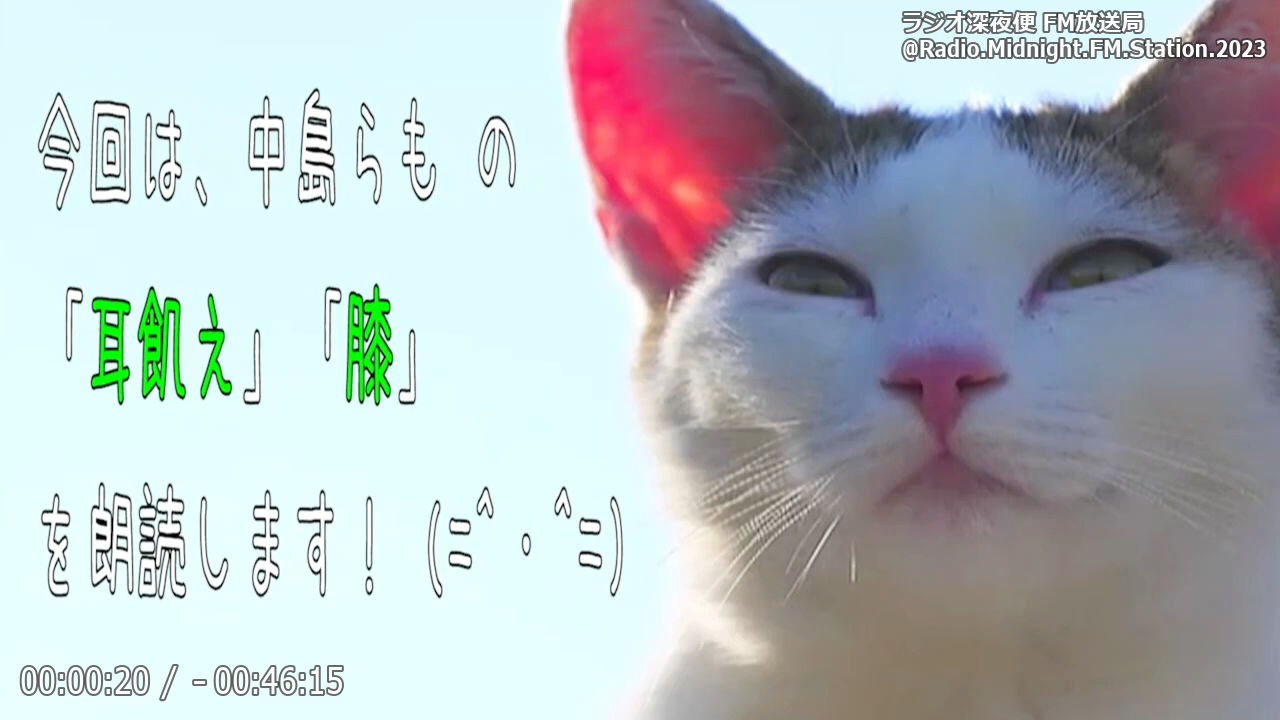 ラジオ深夜便 FM放送局
@Radio.Midnight.FM.Station.2023
今回は、中島らも の
「耳飢え」「膝」
を朗読します！ (=^・^=)
00:00:20 / - 00:46:15